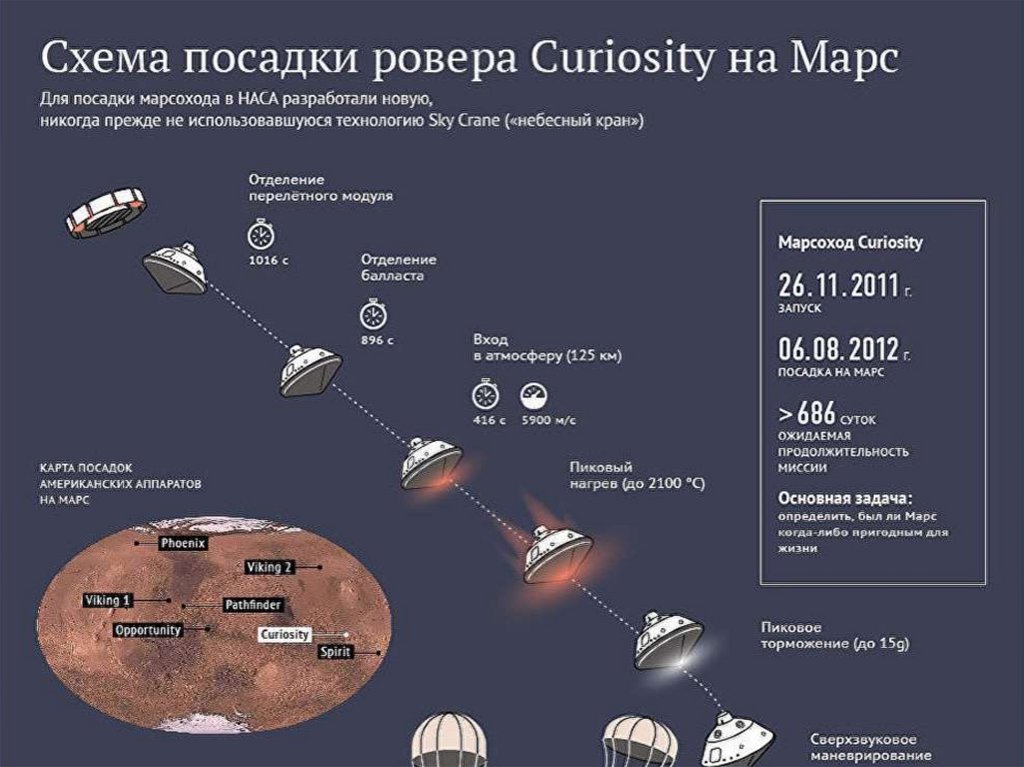 Схема посадки ровера Curiosity на Марс
Для посадки марсохода в НАСА разработали новую,
никогда прежде не использовавшуюся технологию Sky Crane («небесный кран»)
Отделение
перелётного модуля
1016 с
Отделение
балласта
896 с
Вход
в атмосферу (125 км)
416 с 5900 м/с
Пиковый
нагрев (до 2100 °C)
Пиковое
торможение (до 15g)
Сверхзвуковое
маневрирование
Марсоход Curiosity
26.11.2011 г.
ЗАПУСК
06.08.2012 г.
ПОСАДКА НА МАРС
>686 СУТОК
ОЖИДАЕМАЯ
ПРОДОЛЖИТЕЛЬНОСТЬ
МИССИИ
Основная задача:
определить, был ли Марс
когда-либо пригодным для
жизни
КАРТА ПОСАДОК
АМЕРИКАНСКИХ АППАРАТОВ
НА МАРС
Phoenix
Viking 2
Viking 1
Pathfinder
Opportunity
Curiosity
Spirit